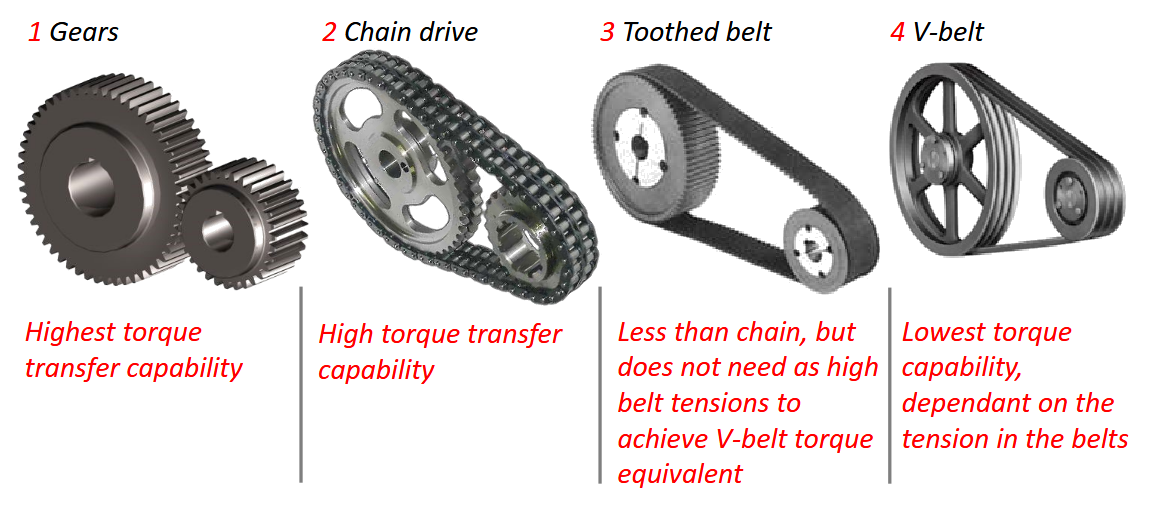 1 Gears
2 Chain drive
3 Toothed belt
4 V-belt
Highest torque
transfer capability
High torque transfer
capability
Less than chain, but
does not need as high
belt tensions to
achieve V-belt torque
equivalent
Lowest torque
capability,
dependant on the
tension in the belts